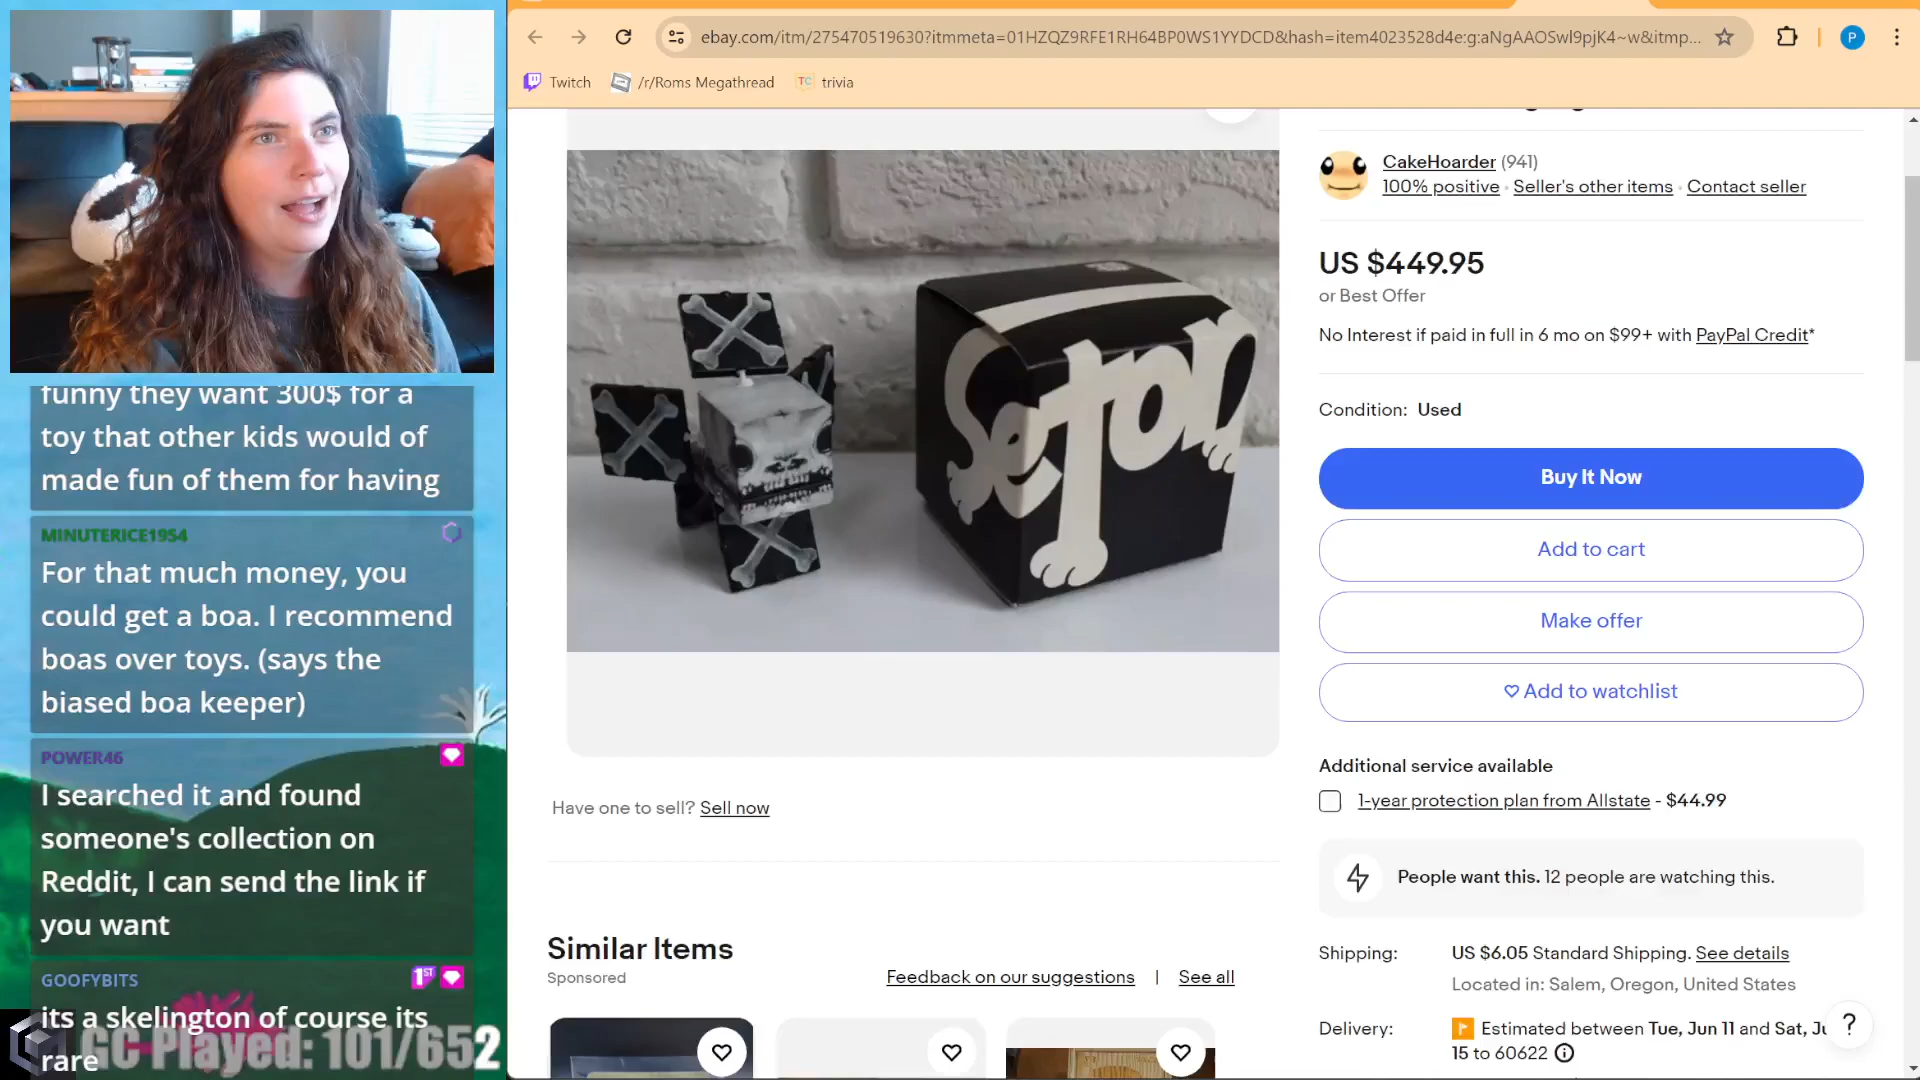 ebay.com/itm/275470519630?itmmeta=01HZQZ9RFE1RH64BP0WS1YYDCD&hash=item4023528d4e:g:aNgAAOSwI9pjK4~w&itmp...
P
Twitch
/r/Roms Megathread
TC trivia
CakeHoarder (941)
100% positive · Seller's other items · Contact seller
US $449.95
or Best Offer
No Interest if paid in full in 6 mo on $99+ with PayPal Credit*
Condition: Used
Buy It Now
Add to cart
Make offer
Add to watchlist
Additional service available
1-year protection plan from Allstate - $44.99
People want this. 12 people are watching this.
Shipping: US $6.05 Standard Shipping. See details
Located in: Salem, Oregon, United States
Delivery: Estimated between Tue, Jun 11 and Sat, Ju
15 to 60622
?
Seton
Have one to sell? Sell now
Similar Items
Sponsored
Feedback on our suggestions | See all
funny they want 300$ for a
toy that other kids would of
made fun of them for having
MINUTERICE1954
For that much money, you
could get a boa. I recommend
boas over toys. (says the
biased boa keeper)
POWER46
I searched it and found
someone's collection on
Reddit, I can send the link if
you want
GOOFYBITS
1ST
its a skelington of course its
rare
GC Played: 101/652